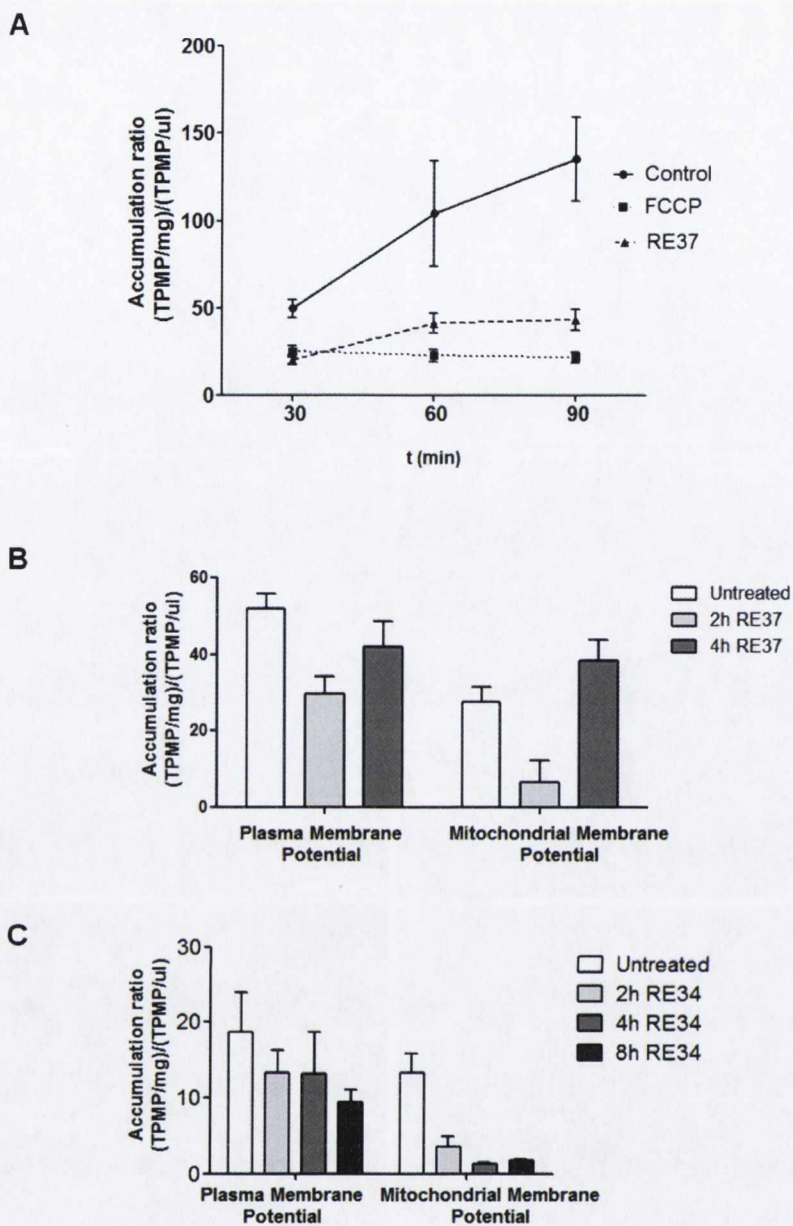 A
200
150
100
50
0
Accumulation ratio
(TPMP/mg)/(TPMP/ul)
30 60 90
t (min)
Control
FCCP
RE37
B
60
40
20
0
Accumulation ratio
(TPMP/mg)/(TPMP/ul)
Plasma Membrane
Potential
Mitochondrial Membrane
Potential
Untreated
2h RE37
4h RE37
C
30
20
10
0
Accumulation ratio
(TPMP/mg)/(TPMP/ul)
Plasma Membrane
Potential
Mitochondrial Membrane
Potential
Untreated
2h RE34
4h RE34
8h RE34